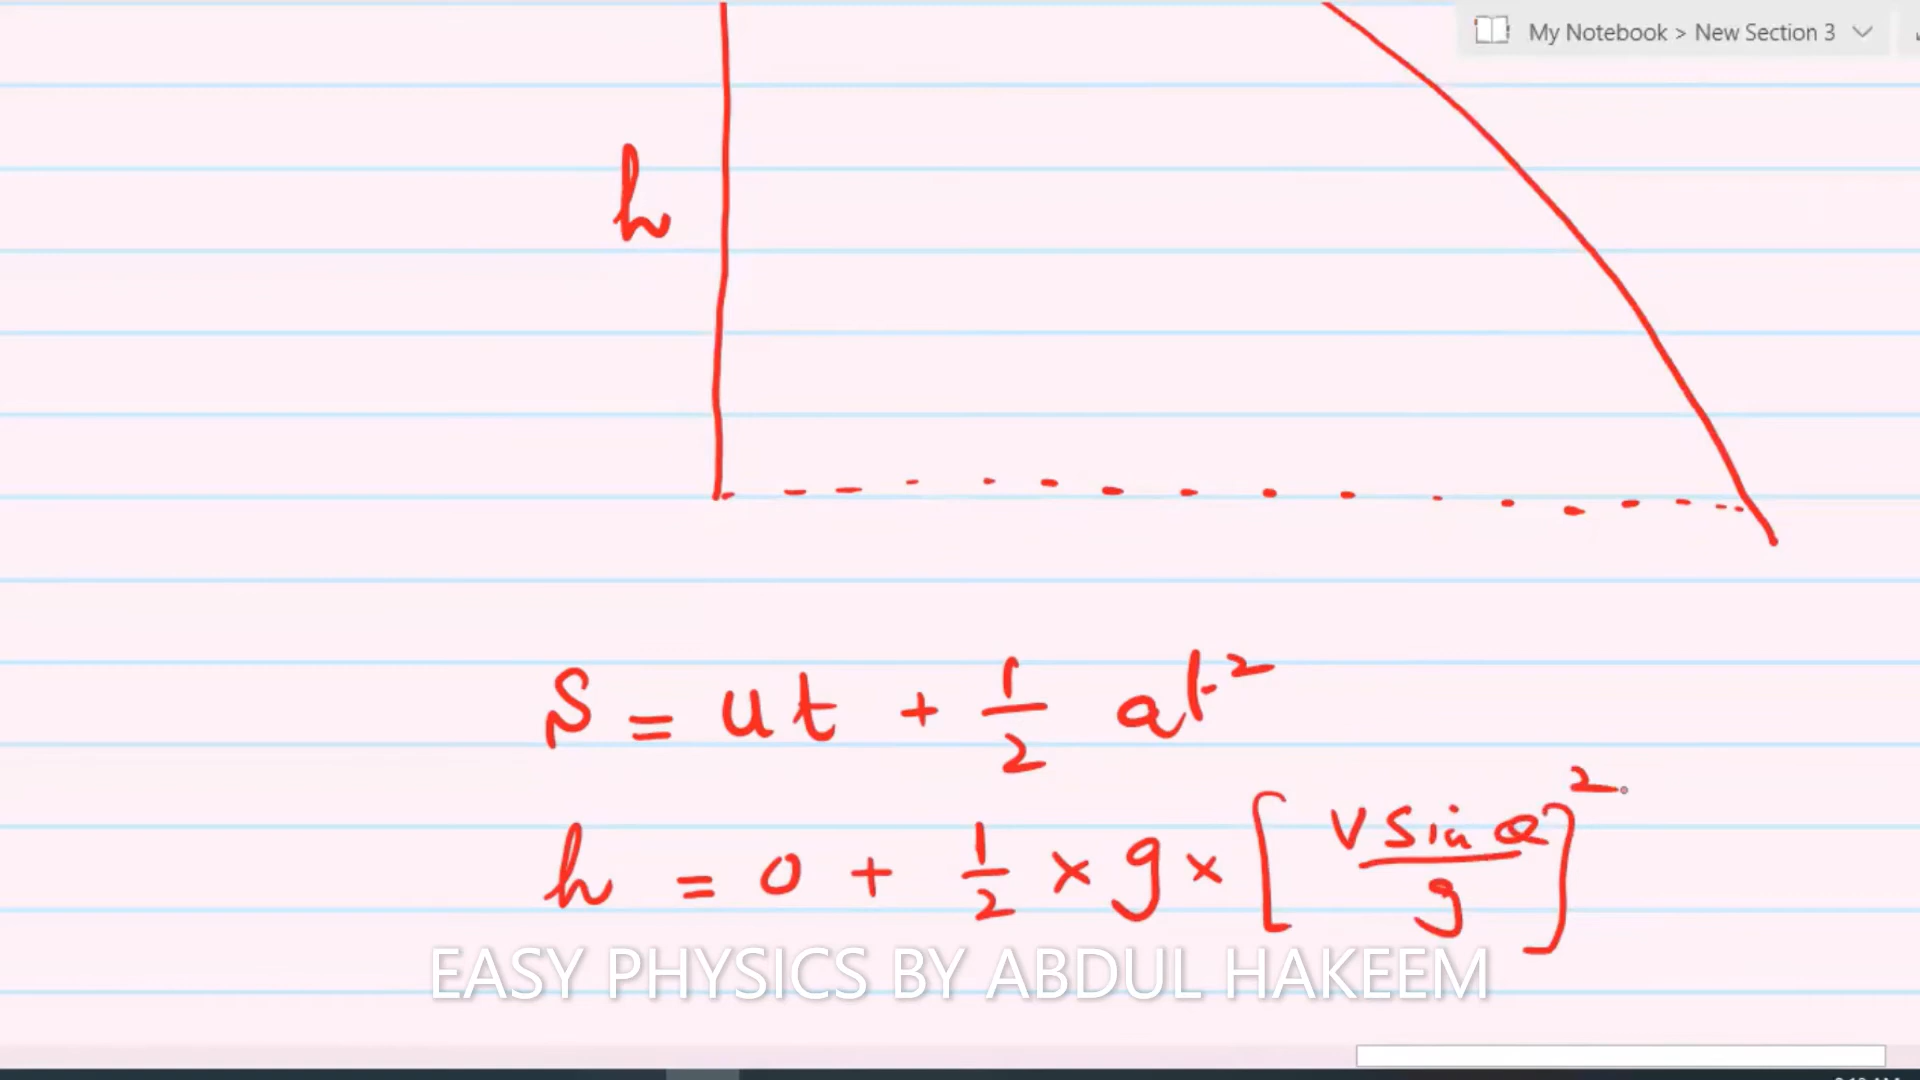 My Notebook > New Section 3
h
S = ut + 1/2 at²
h = 0 + 1/2 × g × [v sin θ / g]²
EASY PHYSICS BY ABDUL HAKEEM